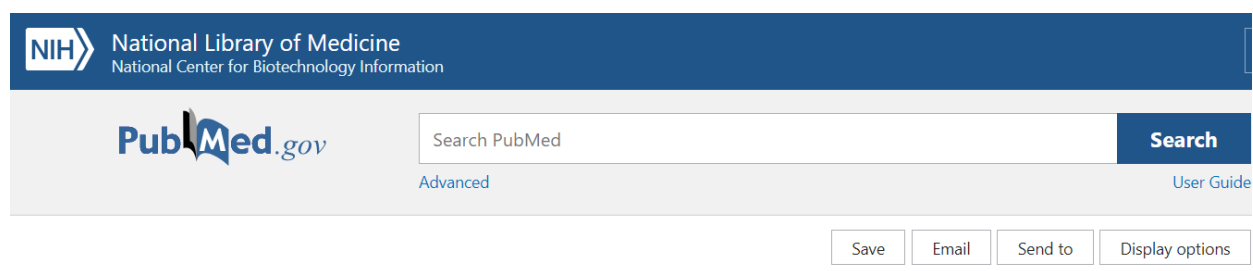 NIH National Library of Medicine
National Center for Biotechnology Information
PubMed.gov
Search PubMed
Search
Advanced
User Guide
Save
Email
Send to
Display options